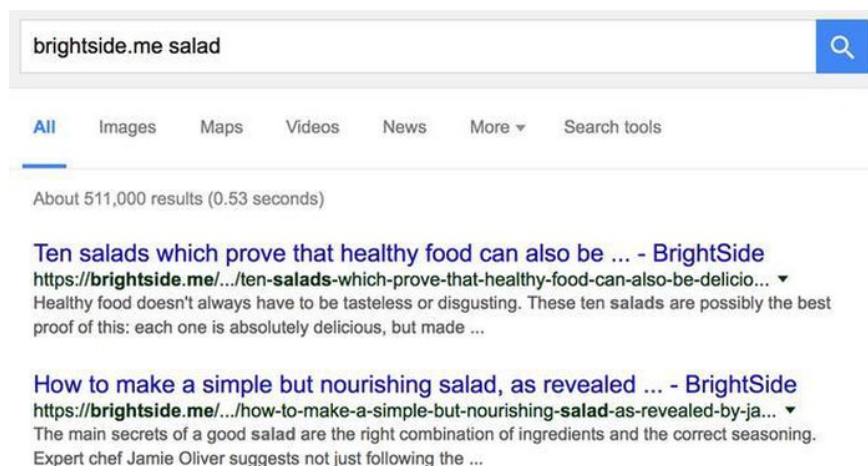 brightside.me salad
All Images Maps Videos News More ▾ Search tools
About 511,000 results (0.53 seconds)
Ten salads which prove that healthy food can also be ... - BrightSide
https://brightside.me/.../ten-salads-which-prove-that-healthy-food-can-also-be-delicio... ▾
Healthy food doesn't always have to be tasteless or disgusting. These ten salads are possibly the best
proof of this: each one is absolutely delicious, but made ...
How to make a simple but nourishing salad, as revealed ... - BrightSide
https://brightside.me/.../how-to-make-a-simple-but-nourishing-salad-as-revealed-by-ja... ▾
The main secrets of a good salad are the right combination of ingredients and the correct seasoning.
Expert chef Jamie Oliver suggests not just following the ...